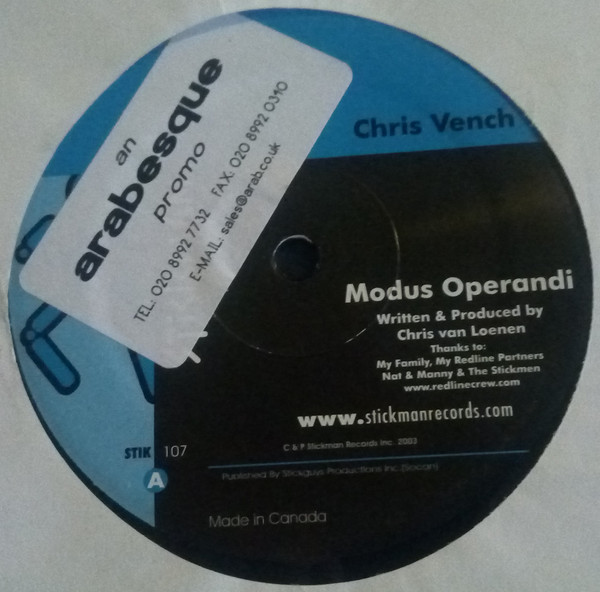 an
arabesque
promo
TEL: 020 8992 7732 FAX: 020 8992 0340
E-MAIL: sales@arab.co.uk
Chris Vench
Modus Operandi
Written & Produced by
Chris van Loenen
Thanks to:
My Family, My Redline Partners
Nat & Manny & The Stickmen
www.redlinecrew.com
www.stickmanrecords.com
C & P Stickman Records Inc. 2003
STIK 107
Published By Stickguys Productions Inc (Socan)
A
Made in Canada